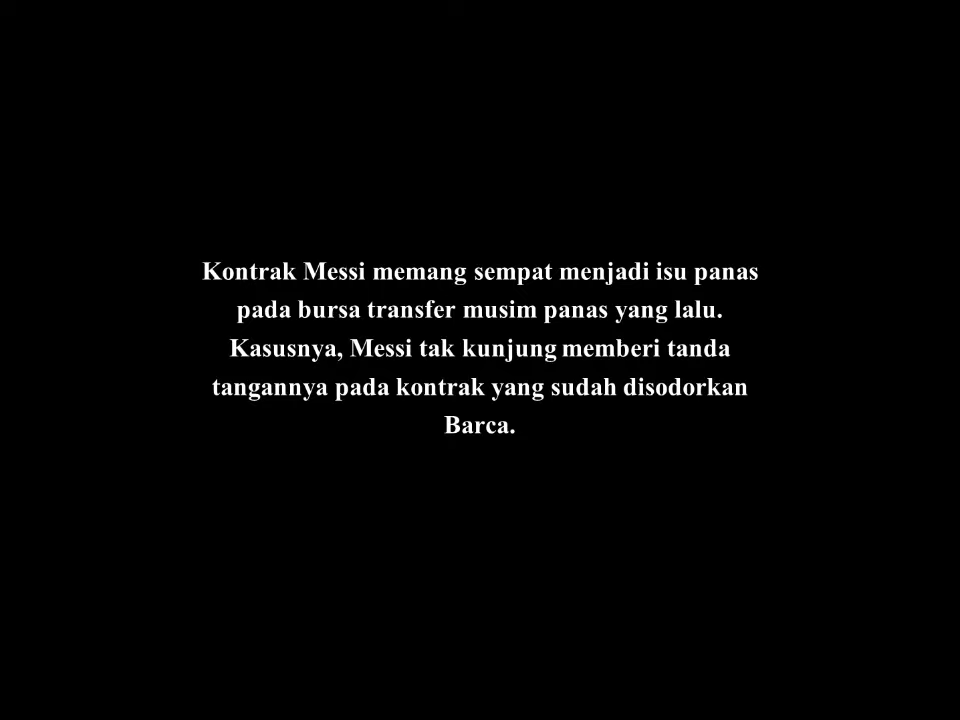 Kontrak Messi memang sempat menjadi isu panas
pada bursa transfer musim panas yang lalu.
Kasusnya, Messi tak kunjung memberi tanda
tangannya pada kontrak yang sudah disodorkan
Barca.